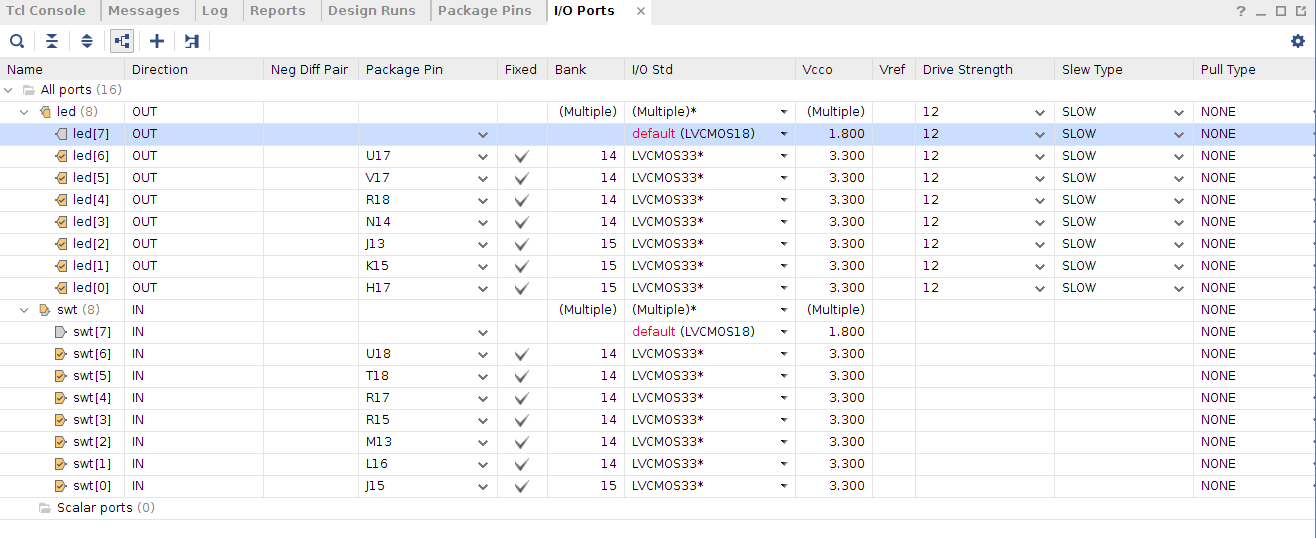 Tcl Console Messages Log Reports Design Runs Package Pins I/O Ports × ?
Name Direction Neg Diff Pair Package Pin Fixed Bank I/O Std Vcco Vref Drive Strength Slew Type Pull Type
All ports (16)
led (8) OUT (Multiple) (Multiple)* (Multiple) 12 SLOW NONE
led[7] OUT default (LVCMOS18) 1.800 12 SLOW NONE
led[6] OUT U17 14 LVCMOS33* 3.300 12 SLOW NONE
led[5] OUT V17 14 LVCMOS33* 3.300 12 SLOW NONE
led[4] OUT R18 14 LVCMOS33* 3.300 12 SLOW NONE
led[3] OUT N14 14 LVCMOS33* 3.300 12 SLOW NONE
led[2] OUT J13 15 LVCMOS33* 3.300 12 SLOW NONE
led[1] OUT K15 15 LVCMOS33* 3.300 12 SLOW NONE
led[0] OUT H17 15 LVCMOS33* 3.300 12 SLOW NONE
swt (8) IN (Multiple) (Multiple)* (Multiple) NONE
swt[7] IN default (LVCMOS18) 1.800 NONE
swt[6] IN U18 14 LVCMOS33* 3.300 NONE
swt[5] IN T18 14 LVCMOS33* 3.300 NONE
swt[4] IN R17 14 LVCMOS33* 3.300 NONE
swt[3] IN R15 14 LVCMOS33* 3.300 NONE
swt[2] IN M13 14 LVCMOS33* 3.300 NONE
swt[1] IN L16 14 LVCMOS33* 3.300 NONE
swt[0] IN J15 15 LVCMOS33* 3.300 NONE
Scalar ports (0)